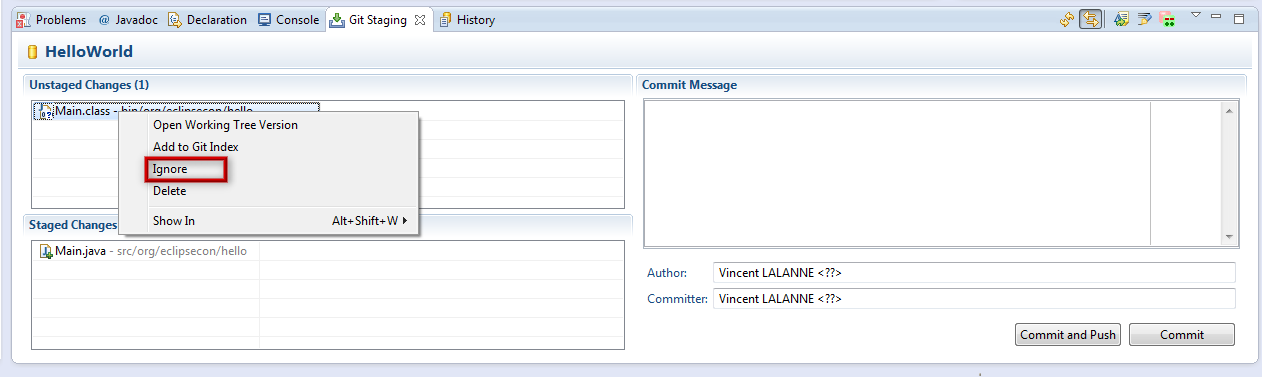 Problems @ Javadoc Declaration Console Git Staging History
HelloWorld
Unstaged Changes (1)
Main.class - bin/org/eclipsecon/hello
Open Working Tree Version
Add to Git Index
Ignore
Delete
Show In Alt+Shift+W
Staged Changes
Main.java - src/org/eclipsecon/hello
Commit Message
Author: Vincent LALANNE <??>
Committer: Vincent LALANNE <??>
Commit and Push Commit